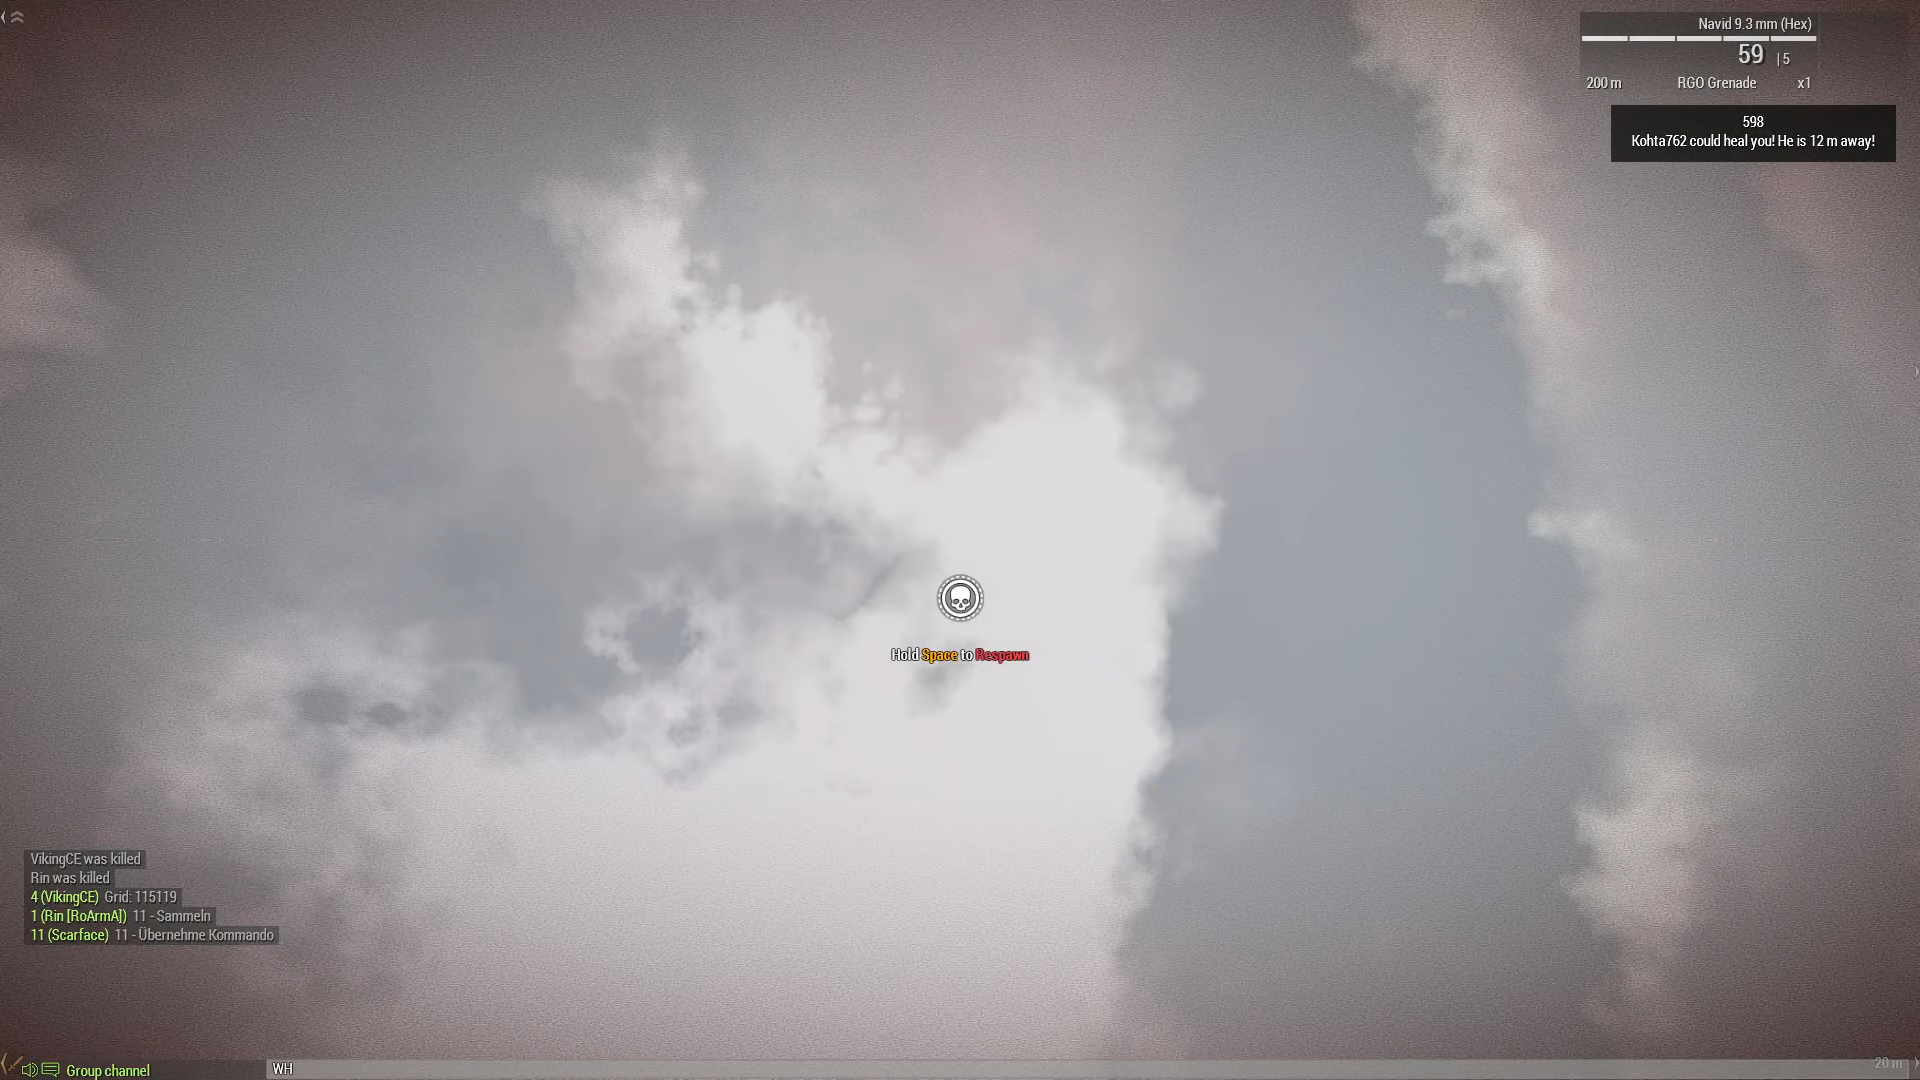 Navid 9.3 mm (Hex)
59 | 5
200 m RGO Grenade x1
598
Kohta762 could heal you! He is 12 m away!
Hold Space to Respawn
VikingCE was killed
Rin was killed
4 (VikingCE) Grid: 115119
1 (Rin [RoArmA]) 11 - Sammeln
11 (Scarface) 11 - Übernehme Kommando
Group channel WH
20 m